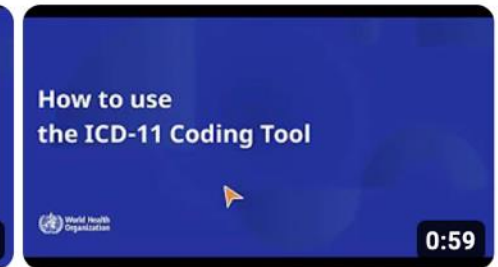 How to use
the ICD-11 Coding Tool
World Health
Organization
0:59